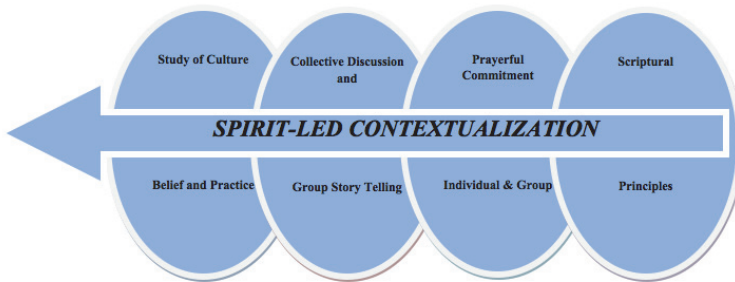 Study of Culture
Collective Discussion
and
Prayerful
Commitment
Scriptural
SPIRIT-LED CONTEXTUALIZATION
Belief and Practice
Group Story Telling
Individual & Group
Principles